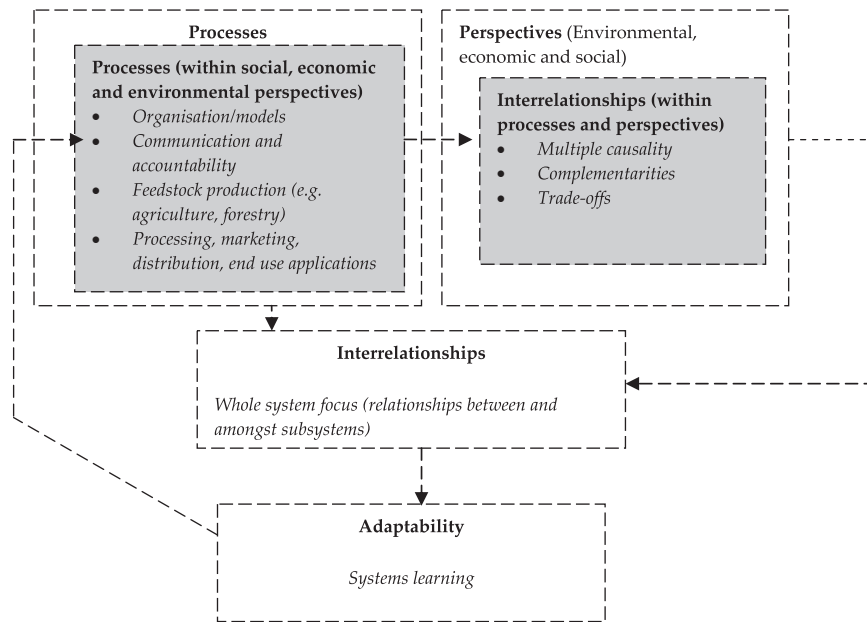 Processes
Processes (within social, economic
and environmental perspectives)
• Organisation/models
• Communication and
accountability
• Feedstock production (e.g.
agriculture, forestry)
• Processing, marketing,
distribution, end use applications
Perspectives (Environmental,
economic and social)
Interrelationships (within
processes and perspectives)
• Multiple causality
• Complementarities
• Trade-offs
Interrelationships
Whole system focus (relationships between and
amongst subsystems)
Adaptability
Systems learning